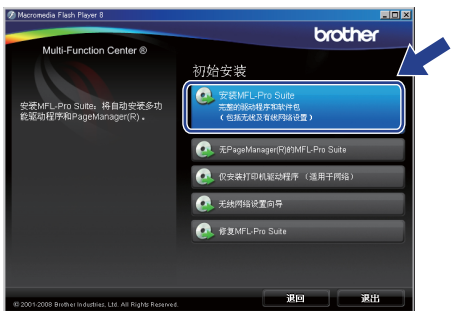 Macromedia Flash Player 8
brother
Multi-Function Center ®
初始安装
安装MFL-Pro Suite
完整的驱动程序和软件包
(包括无线及有线网络设置)
安装MFL-Pro Suite：将自动安装多功
能驱动程序和PageManager(R)。
无PageManager(R)的MFL-Pro Suite
仅安装打印机驱动程序 (适用于网络)
无线网络设置向导
修复MFL-Pro Suite
© 2001-2008 Brother Industries, Ltd. All Rights Reserved.
退回
退出